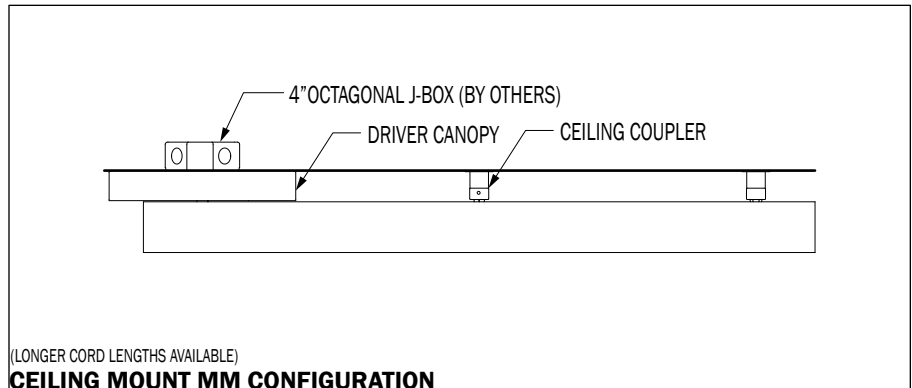 4”OCTAGONAL J-BOX (BY OTHERS)
DRIVER CANOPY
CEILING COUPLER
(LONGER CORD LENGTHS AVAILABLE)
CEILING MOUNT MM CONFIGURATION